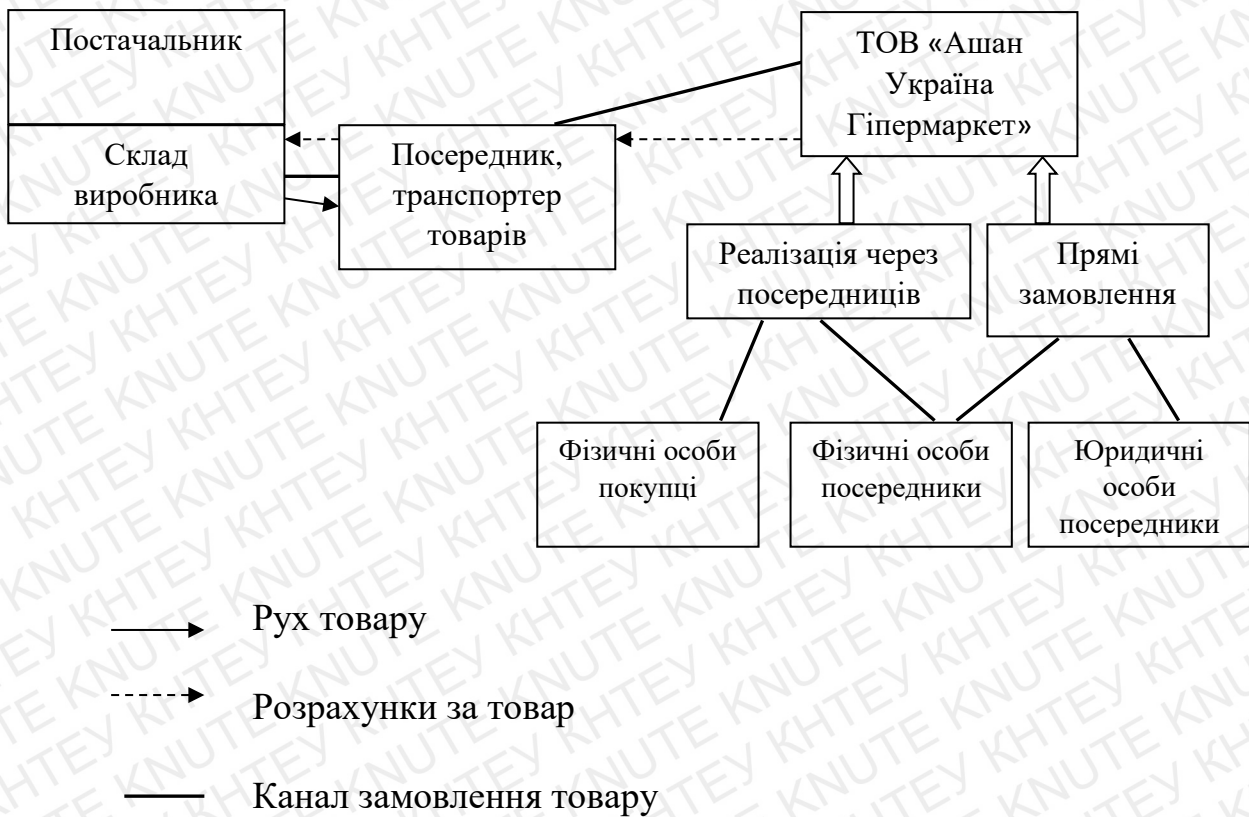 Постачальник
ТОВ «Ашан
Україна
Гіпермаркет»
Склад
виробника
Посередник,
транспортер
товарів
Реалізація через
посередниців
Прямі
замовлення
Фізичні особи
покупці
Фізичні особи
посередники
Юридичні
особи
посередники
Рух товару
Розрахунки за товар
Канал замовлення товару